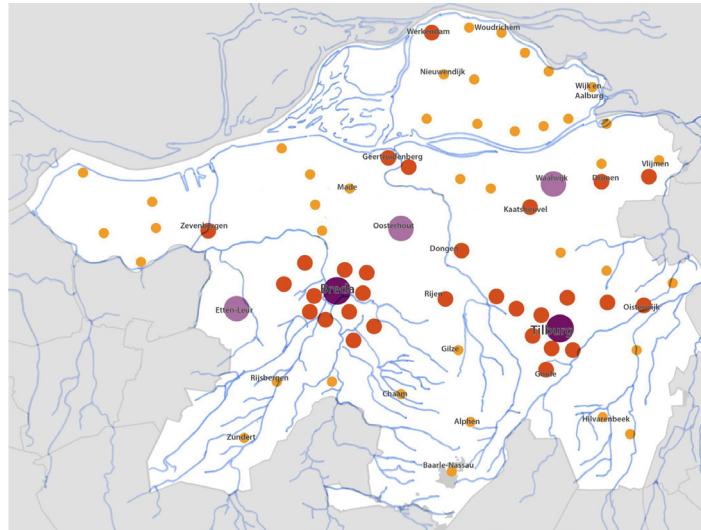 Woudrichem
Werkendam
Nieuwendijk
Wijk en
Aalburg
Geertruidenberg
Vlijmen
Waalwijk
Drunen
Made
Kaatsheuvel
Zevenbergen
Oosterhout
Dongen
Breda
Rijen
Etten-Leur
Oisterwijk
Tilburg
Gilze
Goirle
Rijsbergen
Chaam
Alphen
Hilvarenbeek
Zundert
Baarle-Nassau